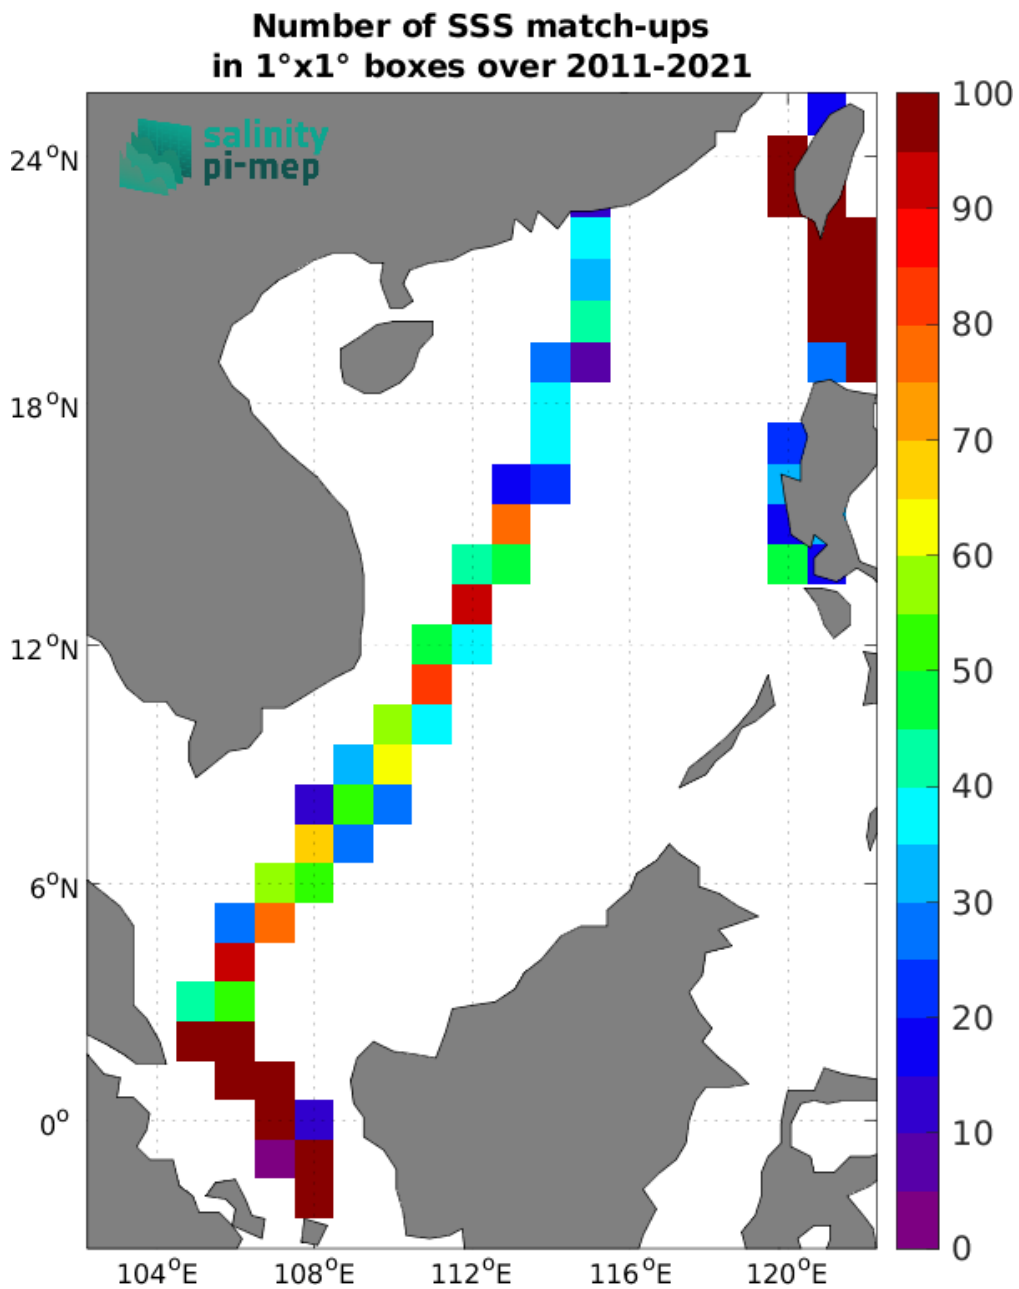 Number of SSS match-ups
in 1°x1° boxes over 2011-2021
salinity
pi-mep
24°N
18°N
12°N
6°N
0°
104°E 108°E 112°E 116°E 120°E
100
90
80
70
60
50
40
30
20
10
0